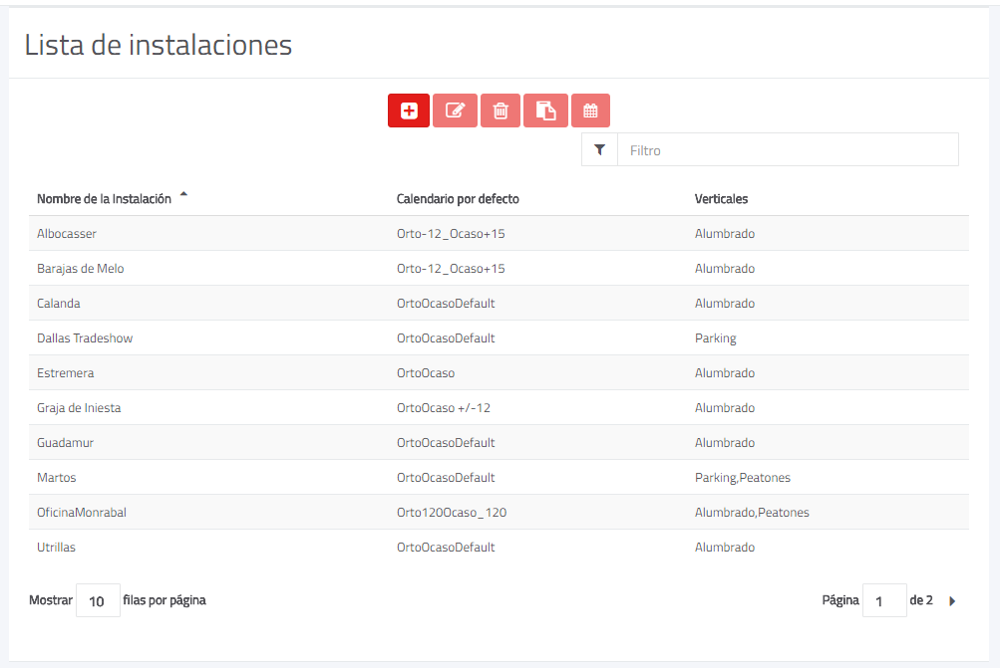 Lista de instalaciones
Filtro
Nombre de la Instalación Calendario por defecto Verticales
Albocasser Orto-12_Ocaso+15 Alumbrado
Barajas de Melo Orto-12_Ocaso+15 Alumbrado
Calanda OrtoOcasoDefault Alumbrado
Dallas Tradeshow OrtoOcasoDefault Parking
Estremera OrtoOcaso Alumbrado
Graja de Iniesta OrtoOcaso +/-12 Alumbrado
Guadamur OrtoOcasoDefault Alumbrado
Martos OrtoOcasoDefault Parking,Peatones
OficinaMonrabal Orto120Ocaso_120 Alumbrado,Peatones
Utrillas OrtoOcasoDefault Alumbrado
Mostrar 10 filas por página Página 1 de 2